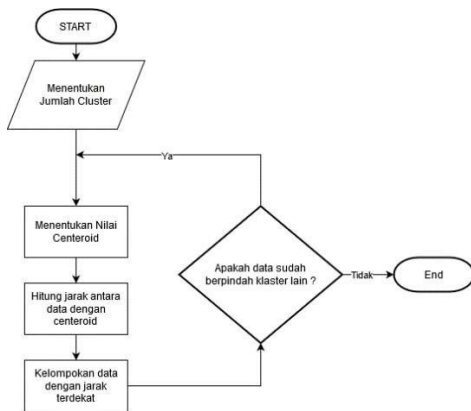 START
Menentukan
Jumlah Cluster
Ya
Menentukan Nilai
Centeroid
Apakah data sudah
berpindah klaster lain ?
Tidak
End
Hitung jarak antara
data dengan
centeroid
Kelompokan data
dengan jarak
terdekat